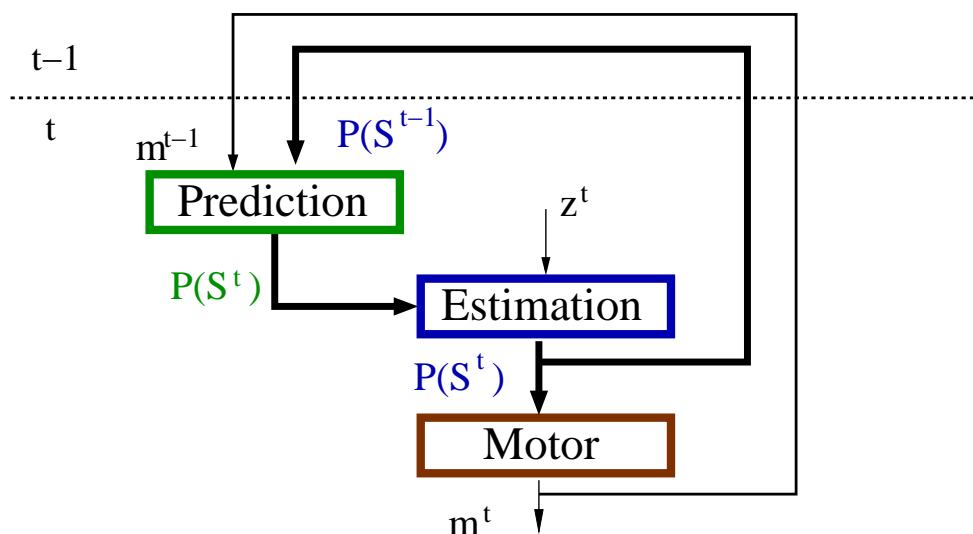 t–1
t
P(S^t–1)
m^t–1
Prediction
z^t
P(S^t)
Estimation
P(S^t)
Motor
m^t